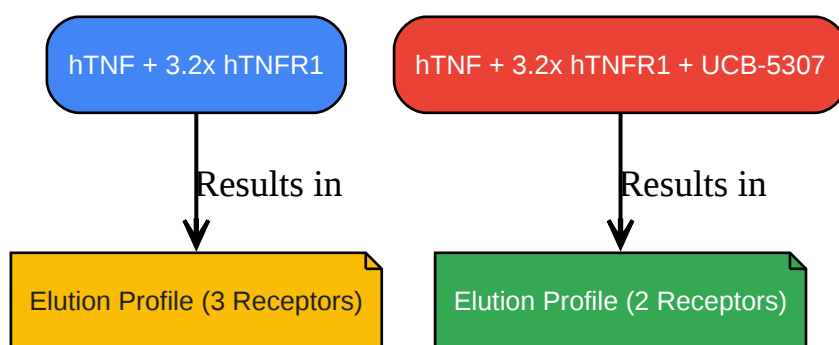 hTNF + 3.2x hTNFR1
hTNF + 3.2x hTNFR1 + UCB-5307
Results in
Results in
Elution Profile (3 Receptors)
Elution Profile (2 Receptors)